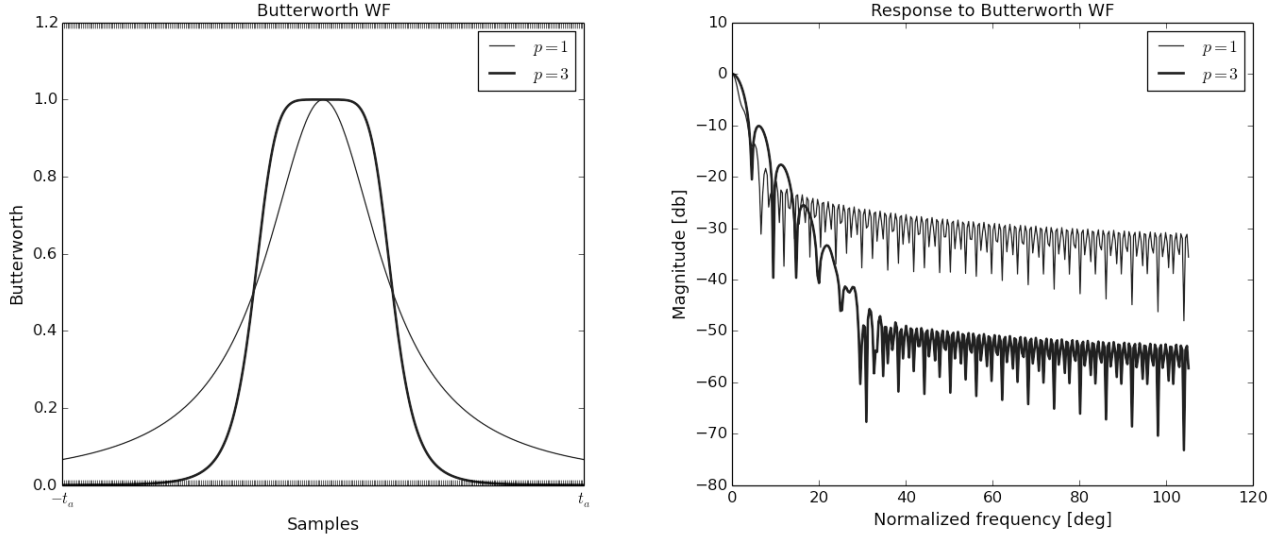 Butterworth WF
1.2
1.0
0.8
0.6
0.4
0.2
0.0
Butterworth
p = 1
p = 3
−t_a
t_a
Samples
Response to Butterworth WF
10
0
−10
−20
−30
−40
−50
−60
−70
−80
Magnitude [db]
p = 1
p = 3
0
20
40
60
80
100
120
Normalized frequency [deg]